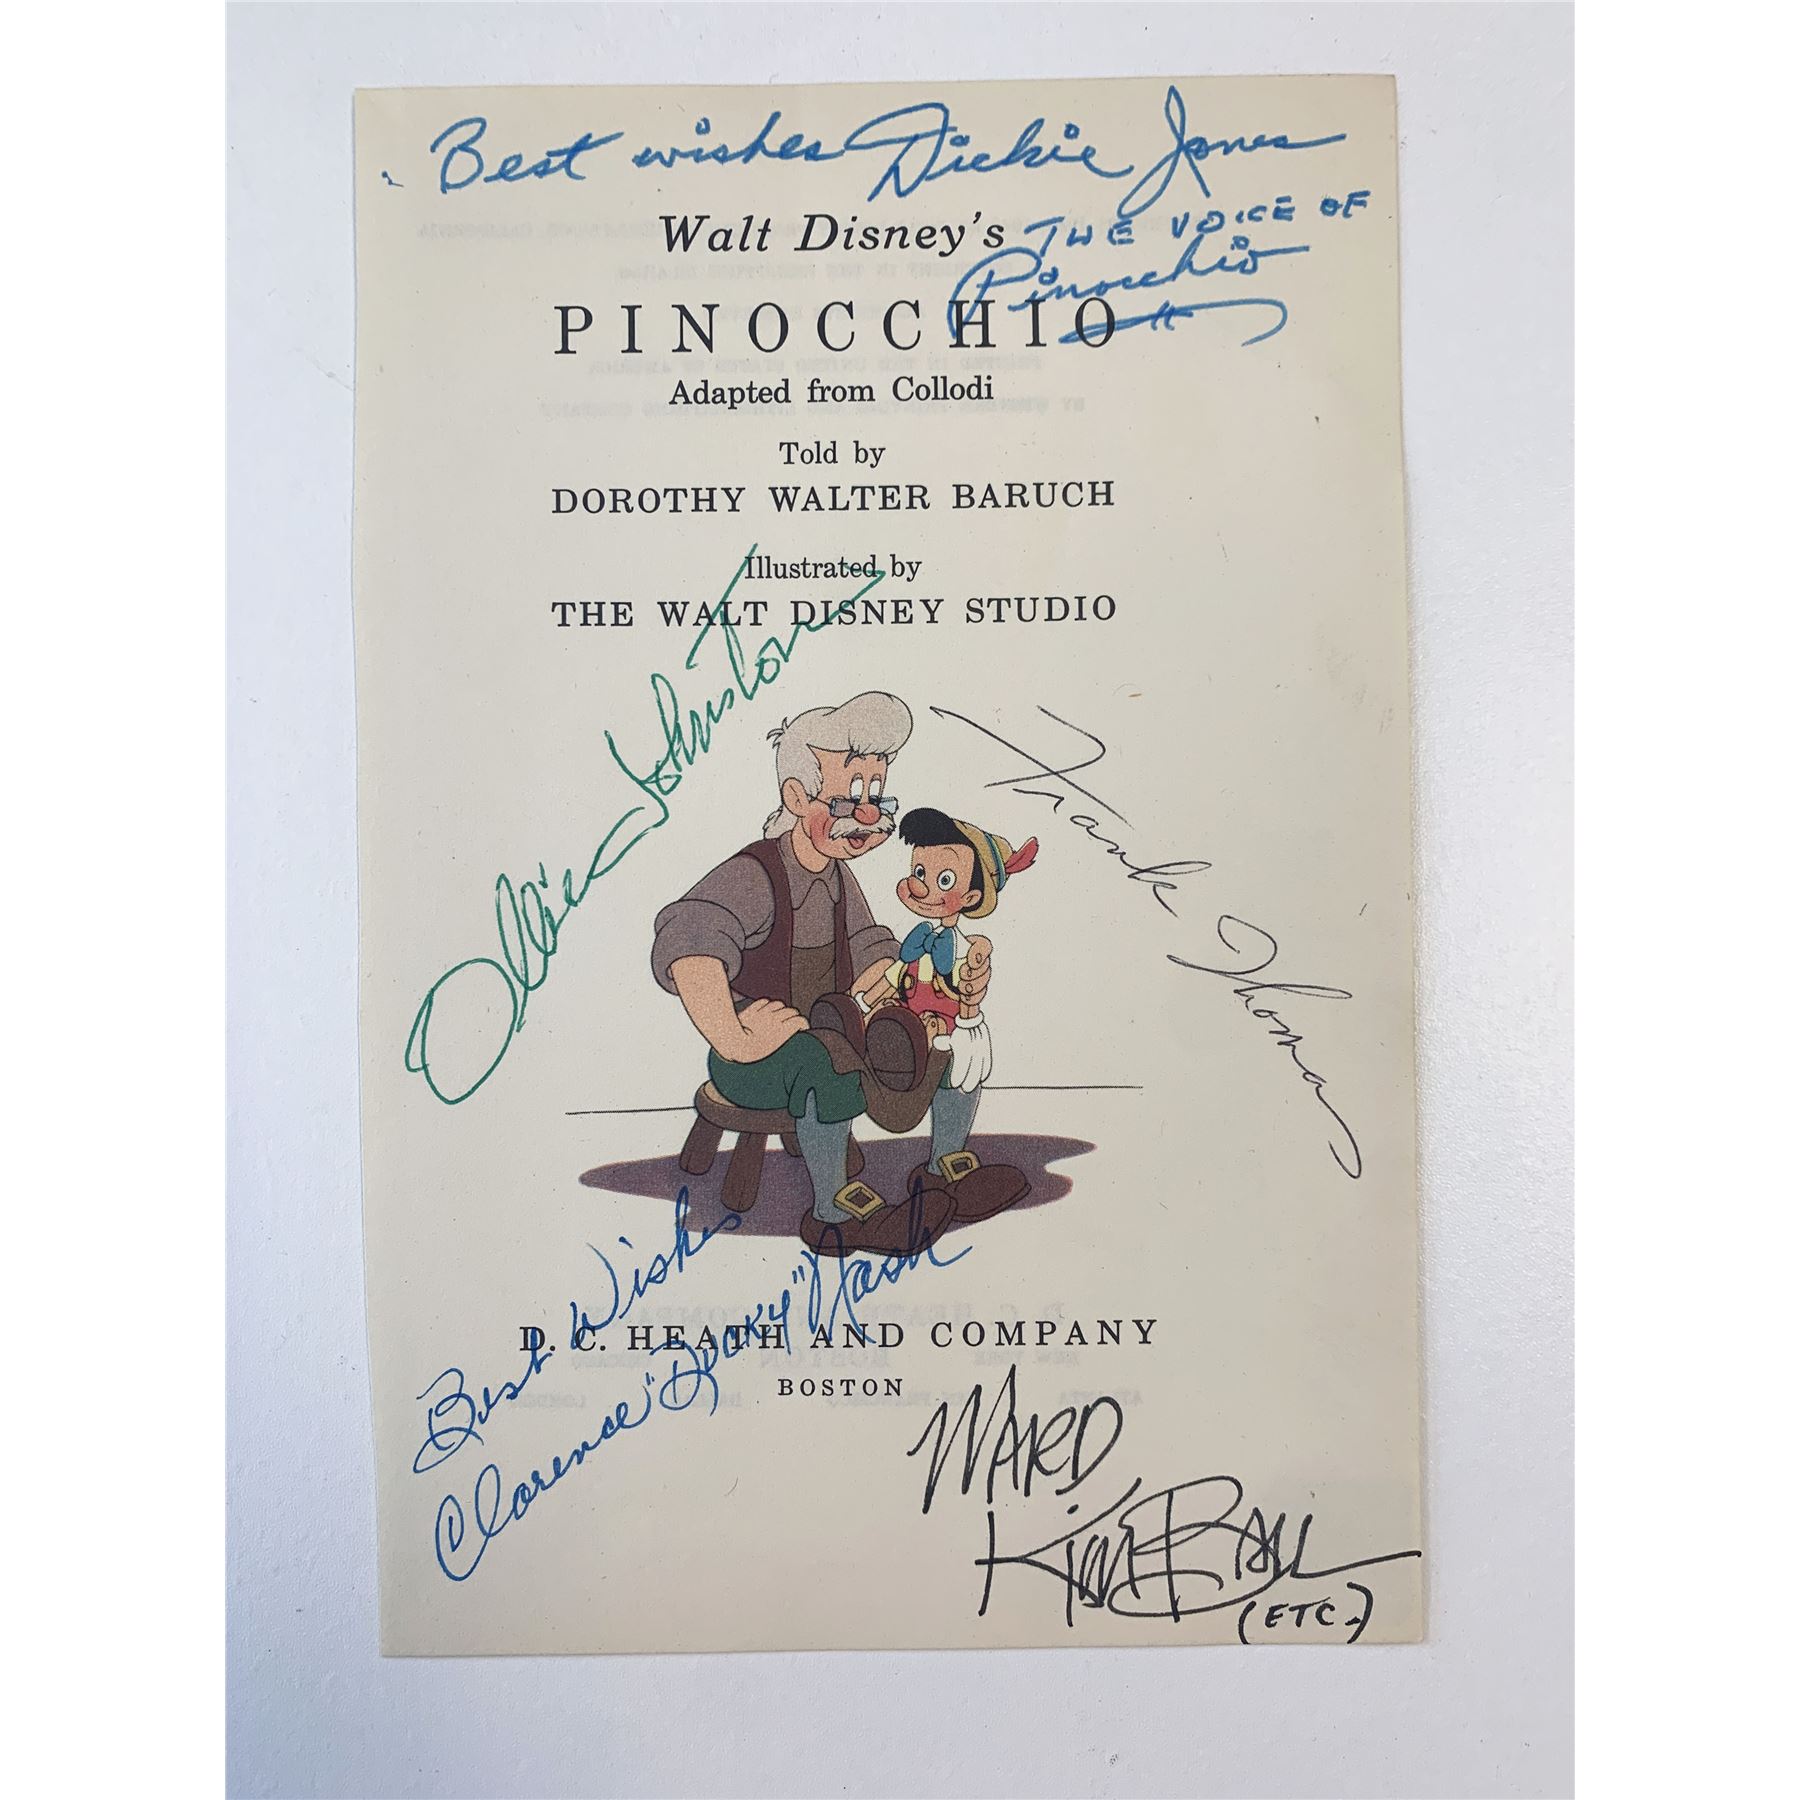 Best wishes Dickie Jones
THE VOICE OF
Pinocchio
Walt Disney's
PINOCCHIO
Adapted from Collodi
Told by
DOROTHY WALTER BARUCH
Illustrated by
THE WALT DISNEY STUDIO
Ollie Johnston
Frank Thomas
Best Wishes
Clarence "Ducky" Nash
D. C. HEATH AND COMPANY
BOSTON
WARD
KIMBALL
(ETC.)